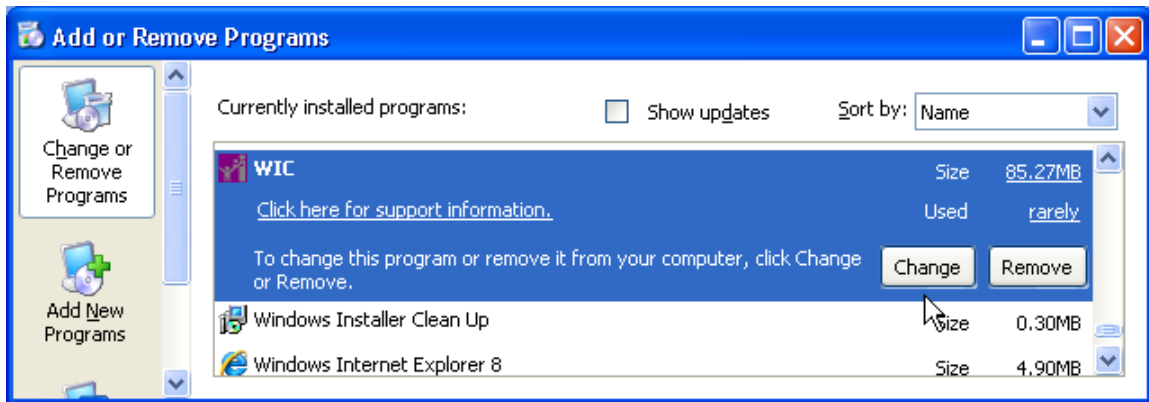 Add or Remove Programs
Change or
Remove
Programs
Add New
Programs
Currently installed programs:
Show updates
Sort by: Name
WIC
Size 85.27MB
Click here for support information.
Used rarely
To change this program or remove it from your computer, click Change
or Remove.
Change
Remove
Windows Installer Clean Up
Size 0.30MB
Windows Internet Explorer 8
Size 4.90MB